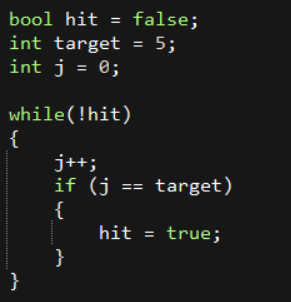 bool hit = false;
int target = 5;
int j = 0;
while(!hit)
{
j++;
if (j == target)
{
hit = true;
}
}